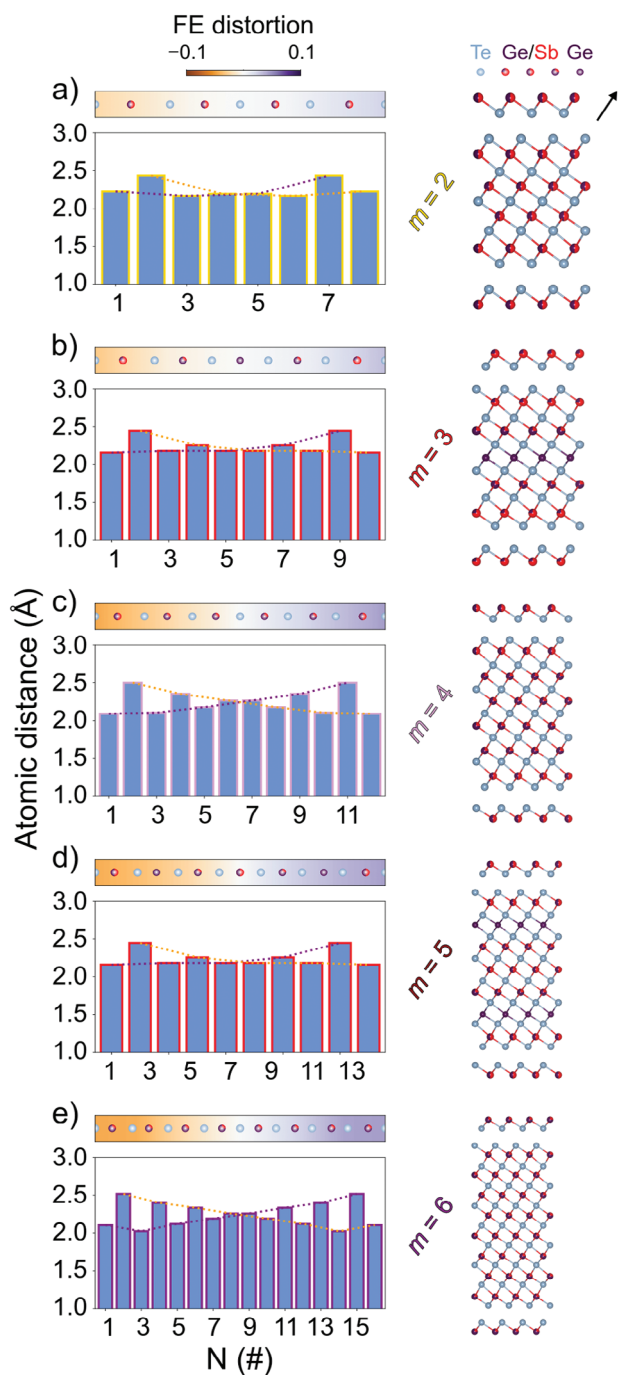 FE distortion
−0.1 0.1
Te Ge/Sb Ge
a)
3.0
2.5
2.0
1.5
1.0
1 3 5 7
m = 2
b)
3.0
2.5
2.0
1.5
1.0
1 3 5 7 9
m = 3
c)
3.0
2.5
2.0
1.5
1.0
1 3 5 7 9 11
m = 4
Atomic distance (Å)
d)
3.0
2.5
2.0
1.5
1.0
1 3 5 7 9 11 13
m = 5
e)
3.0
2.5
2.0
1.5
1.0
1 3 5 7 9 11 13 15
m = 6
N (#)